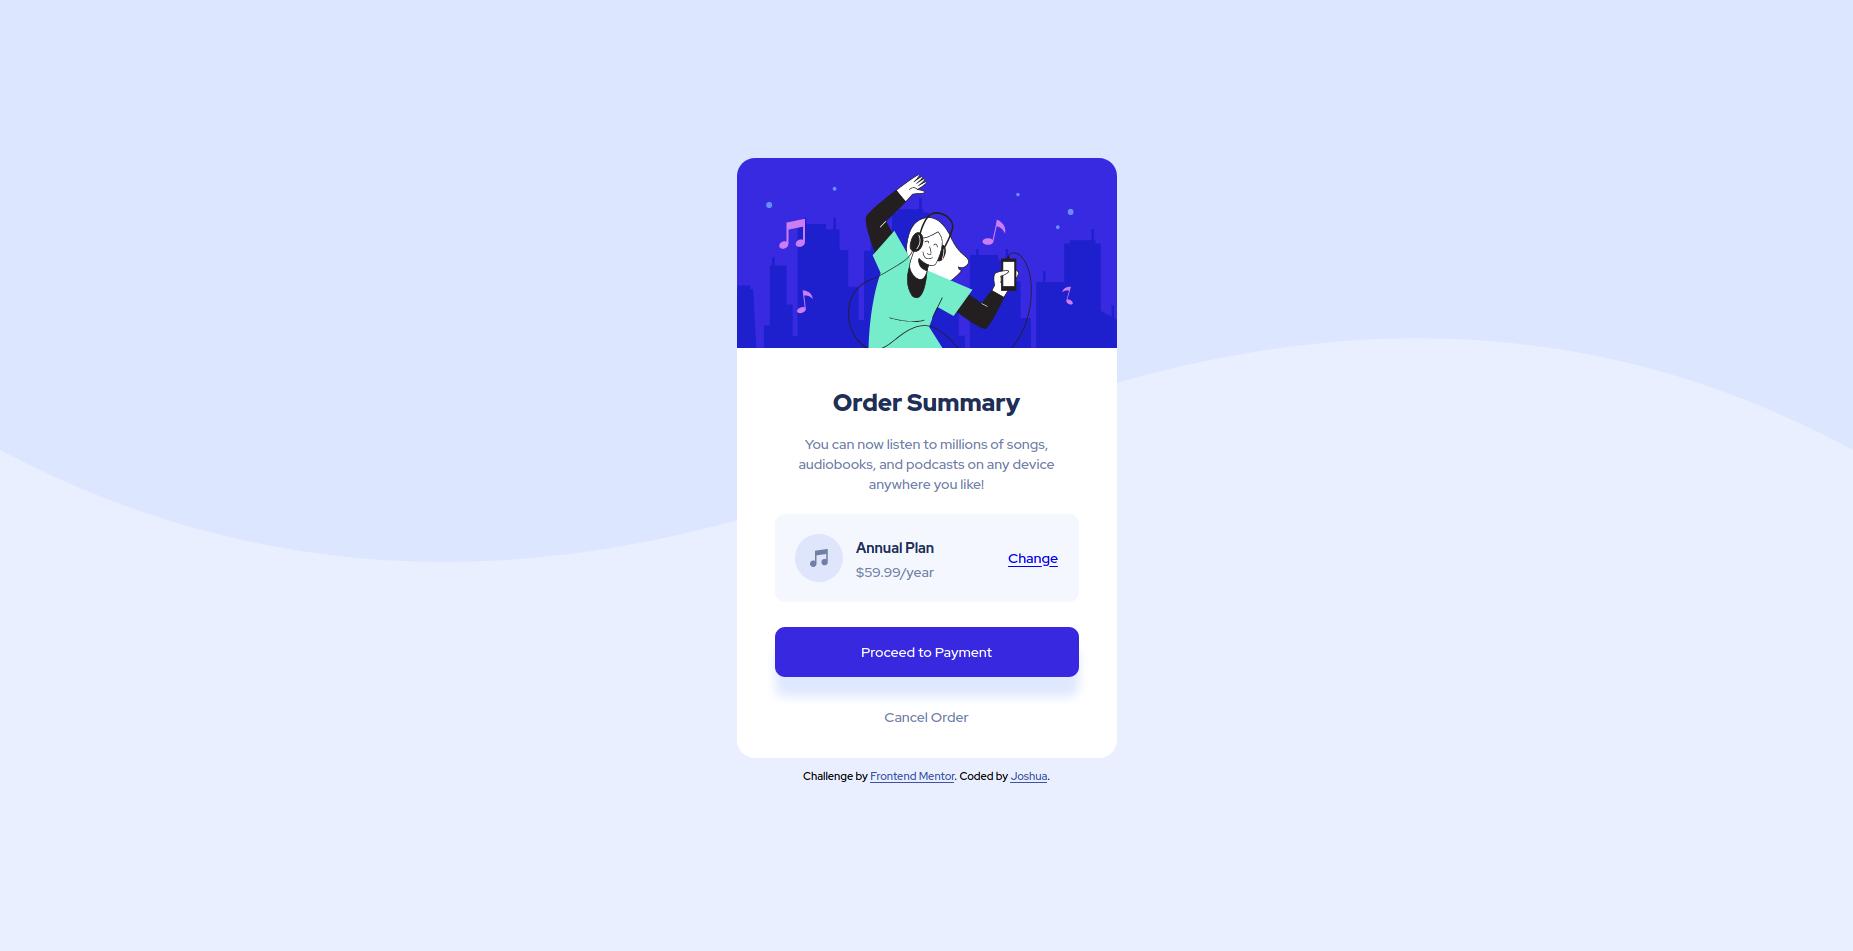 Order Summary
You can now listen to millions of songs,
audiobooks, and podcasts on any device
anywhere you like!
Annual Plan
$59.99/year
Change
Proceed to Payment
Cancel Order
Challenge by Frontend Mentor. Coded by Joshua.